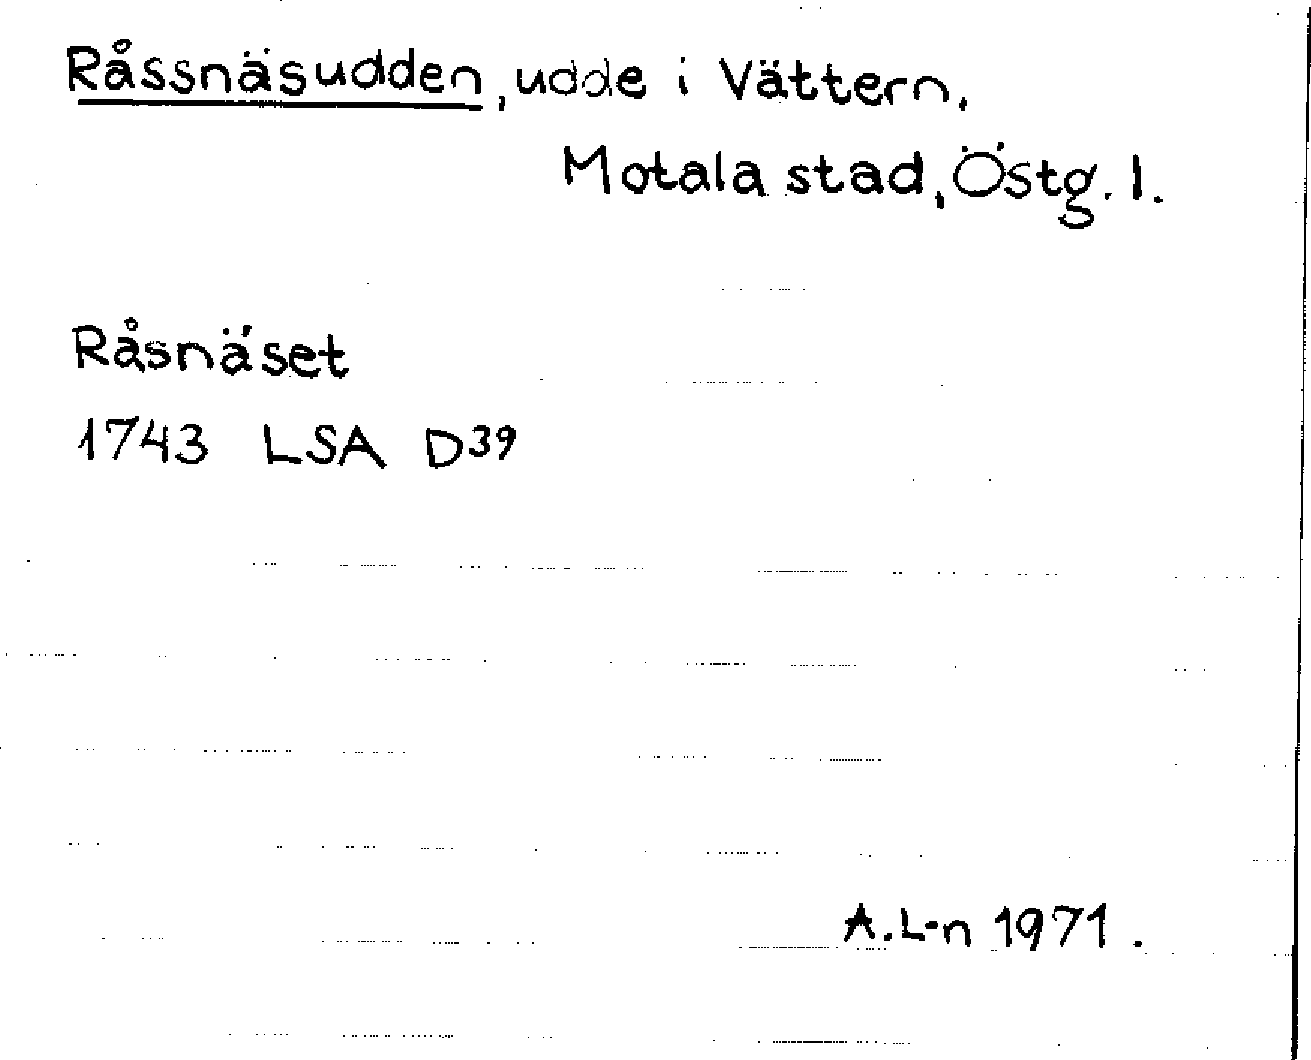 Råssnäsudden, udde i Vättern,
Motala stad, Östg. l.
Råsnäset
1743 LSA D39
A.L-n 1971.